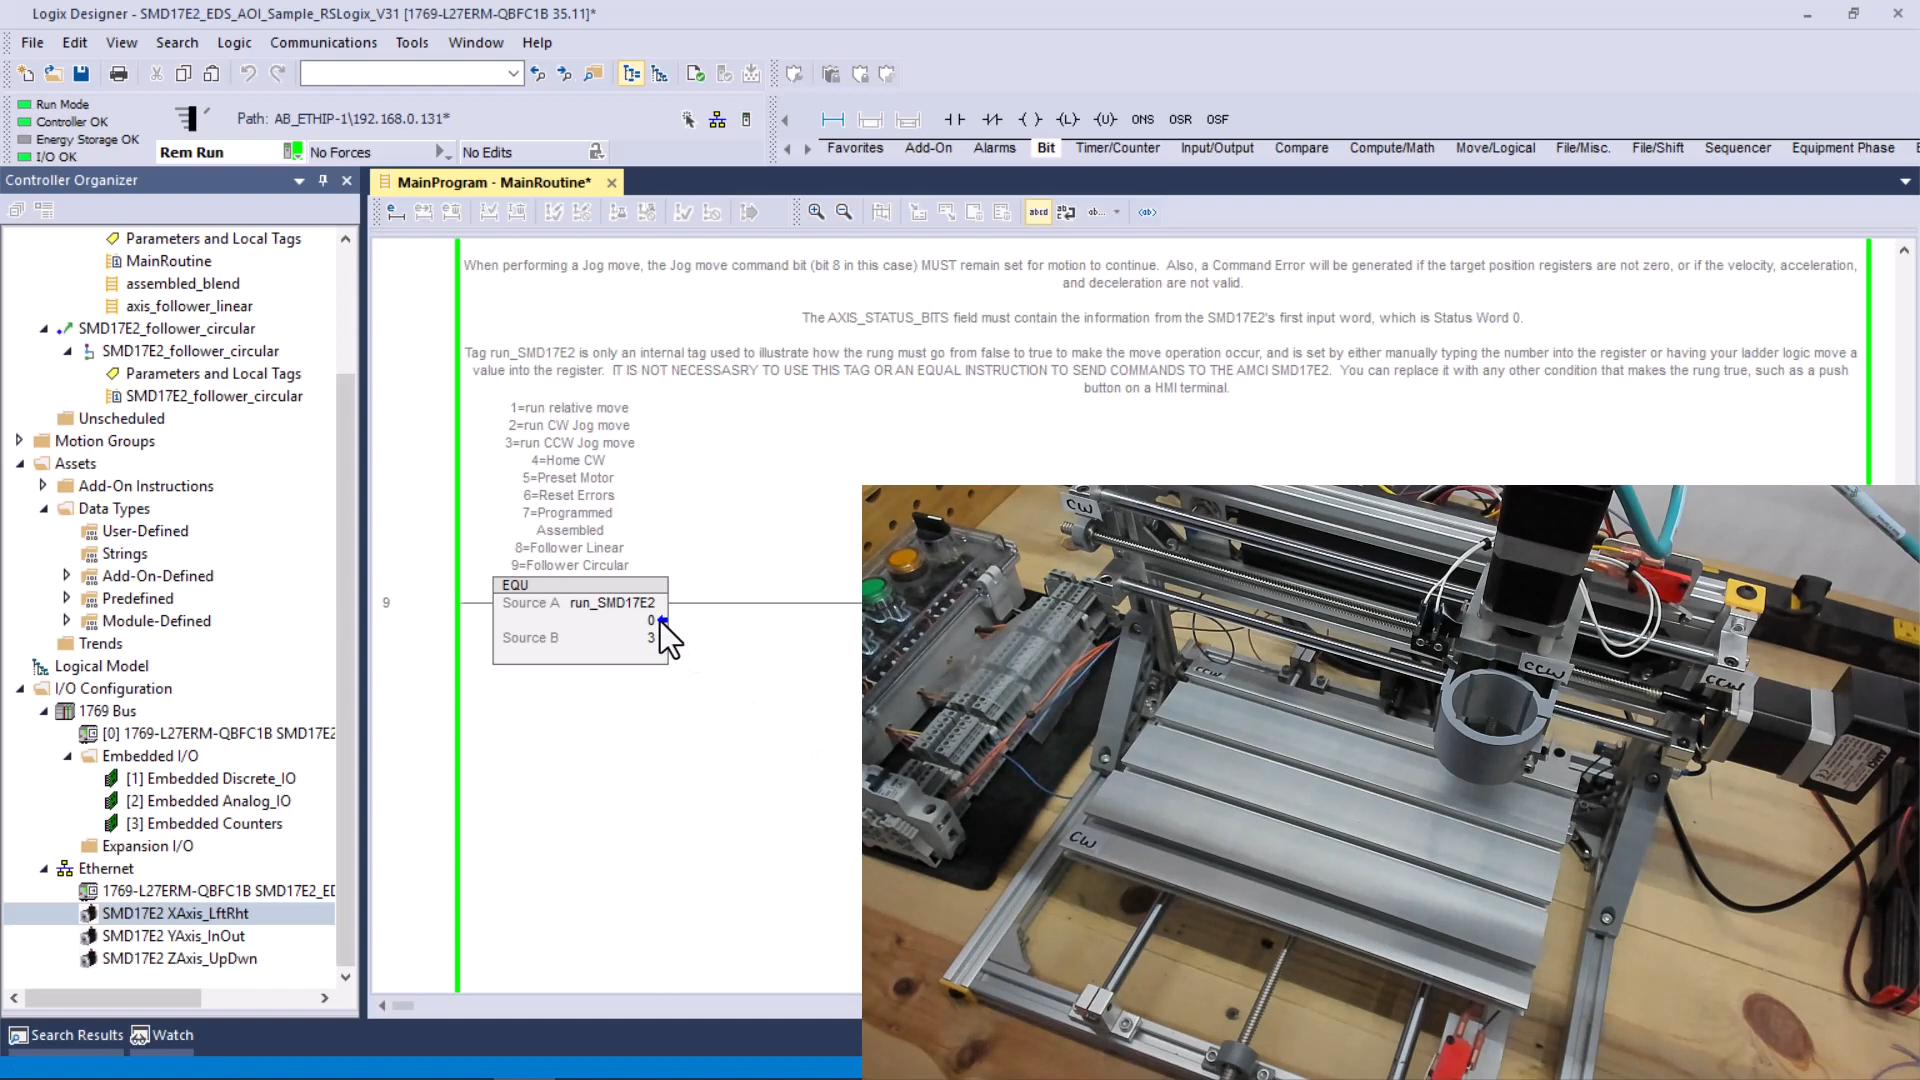 Logix Designer - SMD17E2_EDS_AOI_Sample_RSLogix_V31 [1769-L27ERM-QBFC1B 35.11]*
File Edit View Search Logic Communications Tools Window Help
Run Mode
Controller OK
Energy Storage OK
I/O OK
Path: AB_ETHIP-1\192.168.0.131*
Rem Run
No Forces
No Edits
ONS OSR OSF
Favorites Add-On Alarms Bit Timer/Counter Input/Output Compare Compute/Math Move/Logical File/Misc. File/Shift Sequencer Equipment Phase
Controller Organizer
MainProgram - MainRoutine*
Parameters and Local Tags
MainRoutine
assembled_blend
axis_follower_linear
SMD17E2_follower_circular
SMD17E2_follower_circular
Parameters and Local Tags
SMD17E2_follower_circular
Unscheduled
Motion Groups
Assets
Add-On Instructions
Data Types
User-Defined
Strings
Add-On-Defined
Predefined
Module-Defined
Trends
Logical Model
I/O Configuration
1769 Bus
[0] 1769-L27ERM-QBFC1B SMD17E2
Embedded I/O
[1] Embedded Discrete_IO
[2] Embedded Analog_IO
[3] Embedded Counters
Expansion I/O
Ethernet
1769-L27ERM-QBFC1B SMD17E2_ED
SMD17E2 XAxis_LftRht
SMD17E2 YAxis_InOut
SMD17E2 ZAxis_UpDwn
Search Results Watch
abcd
ab...
When performing a Jog move, the Jog move command bit (bit 8 in this case) MUST remain set for motion to continue. Also, a Command Error will be generated if the target position registers are not zero, or if the velocity, acceleration,
and deceleration are not valid.
The AXIS_STATUS_BITS field must contain the information from the SMD17E2's first input word, which is Status Word 0.
Tag run_SMD17E2 is only an internal tag used to illustrate how the rung must go from false to true to make the move operation occur, and is set by either manually typing the number into the register or having your ladder logic move a
value into the register. IT IS NOT NECESSASRY TO USE THIS TAG OR AN EQUAL INSTRUCTION TO SEND COMMANDS TO THE AMCI SMD17E2. You can replace it with any other condition that makes the rung true, such as a push
button on a HMI terminal.
1=run relative move
2=run CW Jog move
3=run CCW Jog move
4=Home CW
5=Preset Motor
6=Reset Errors
7=Programmed
Assembled
8=Follower Linear
9=Follower Circular
EQU
9
Source A run_SMD17E2
0
Source B 3
CW
CCW
CCW
CCW
CW